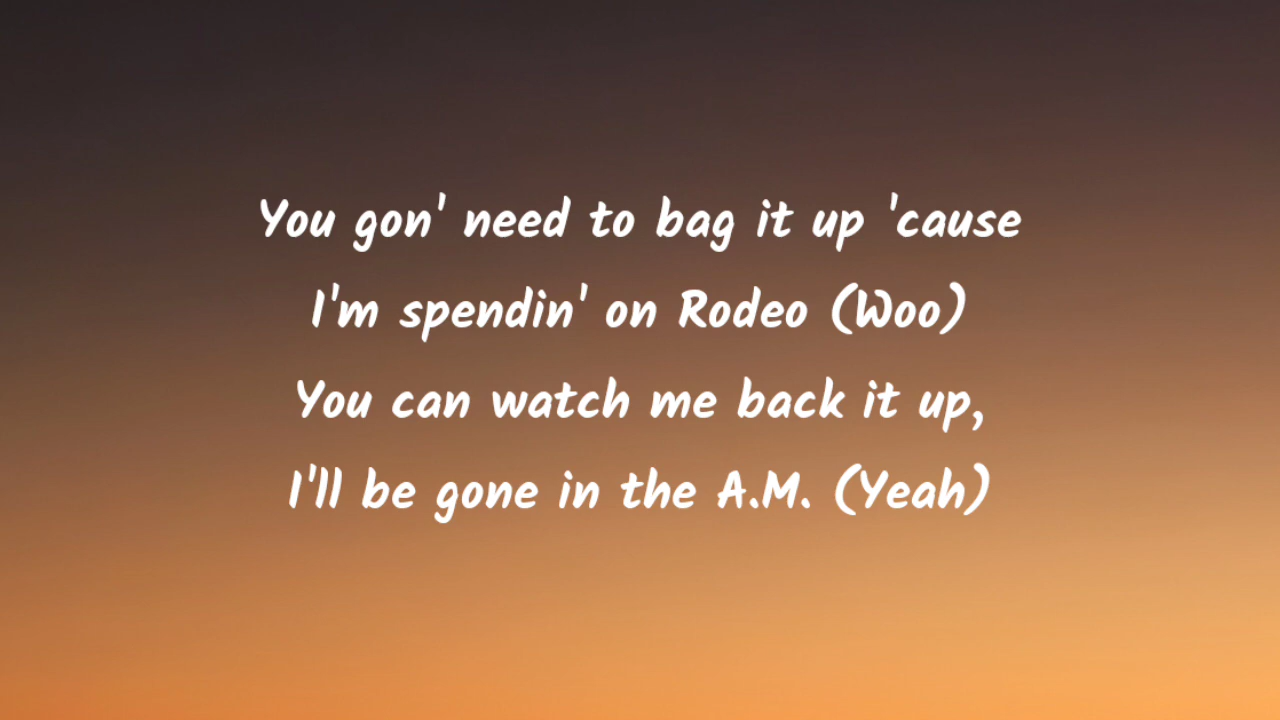 You gon' need to bag it up 'cause
I'm spendin' on Rodeo (Woo)
You can watch me back it up,
I'll be gone in the A.M. (Yeah)